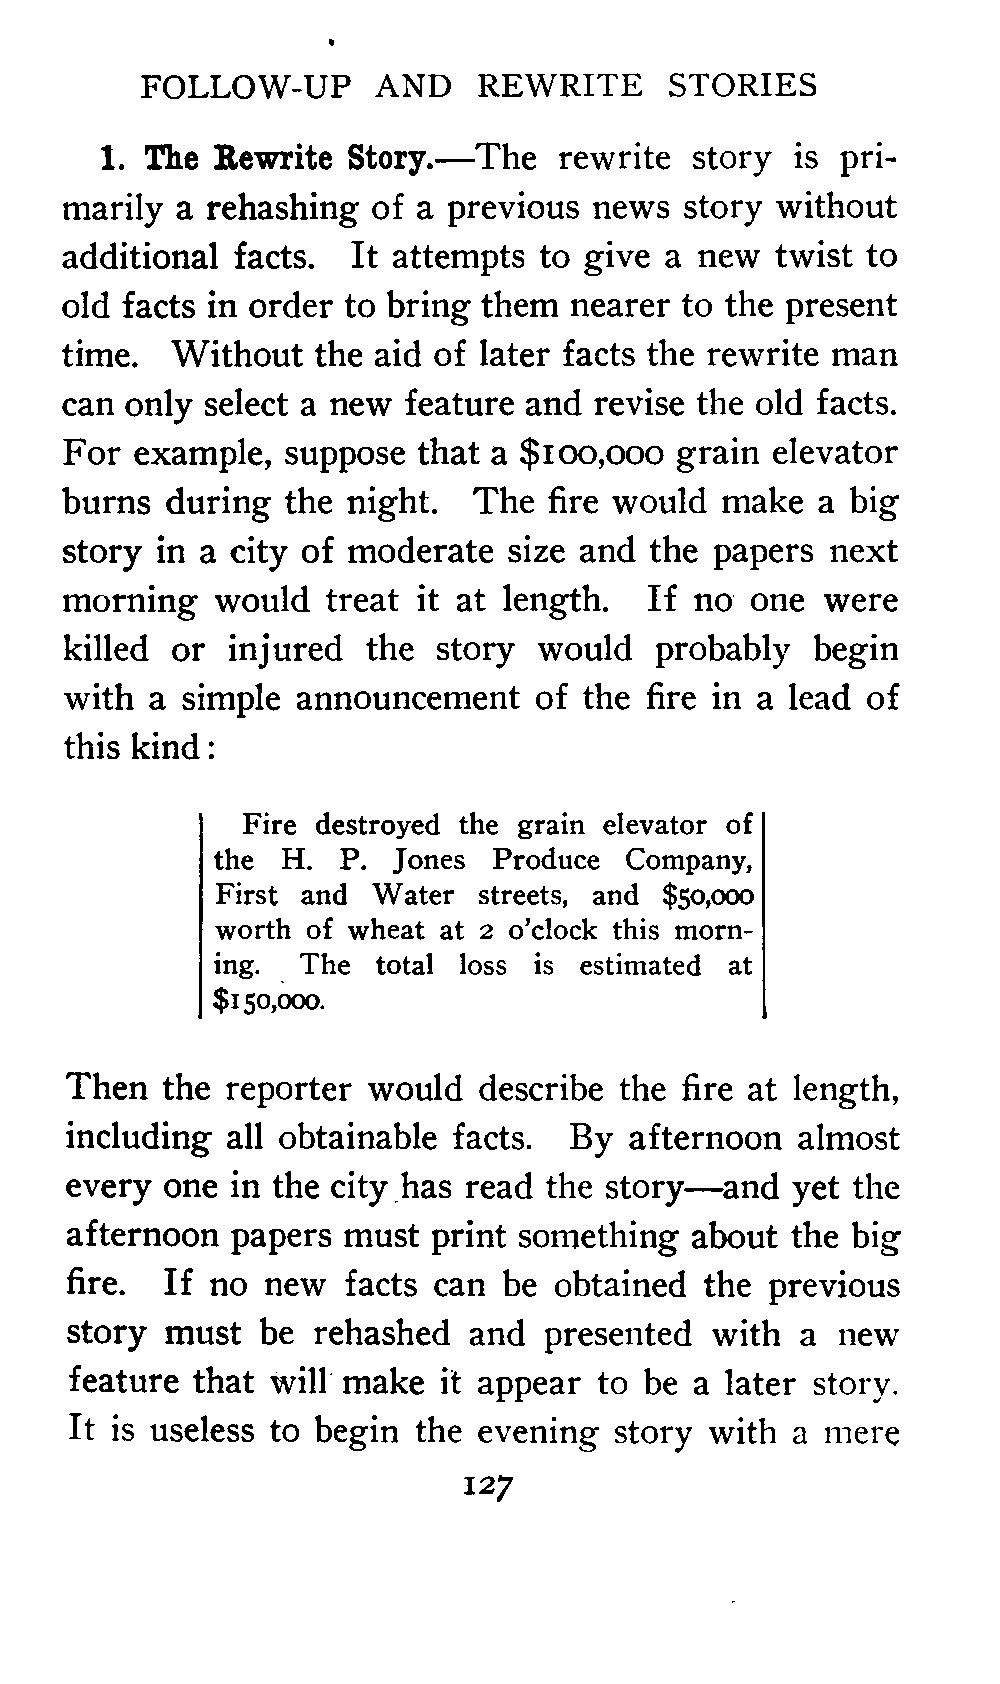 FOLLOW-UP AND REWRITE STORIES
1. The Rewrite Story.—The rewrite story is pri-
marily a rehashing of a previous news story without
additional facts. It attempts to give a new twist to
old facts in order to bring them nearer to the present
time. Without the aid of later facts the rewrite man
can only select a new feature and revise the old facts.
For example, suppose that a $100,000 grain elevator
burns during the night. The fire would make a big
story in a city of moderate size and the papers next
morning would treat it at length. If no one were
killed or injured the story would probably begin
with a simple announcement of the fire in a lead of
this kind:
Fire destroyed the grain elevator of
the H. P. Jones Produce Company,
First and Water streets, and $50,000
worth of wheat at 2 o'clock this morn-
ing. The total loss is estimated at
$150,000.
Then the reporter would describe the fire at length,
including all obtainable facts. By afternoon almost
every one in the city has read the story—and yet the
afternoon papers must print something about the big
fire. If no new facts can be obtained the previous
story must be rehashed and presented with a new
feature that will make it appear to be a later story.
It is useless to begin the evening story with a mere
127